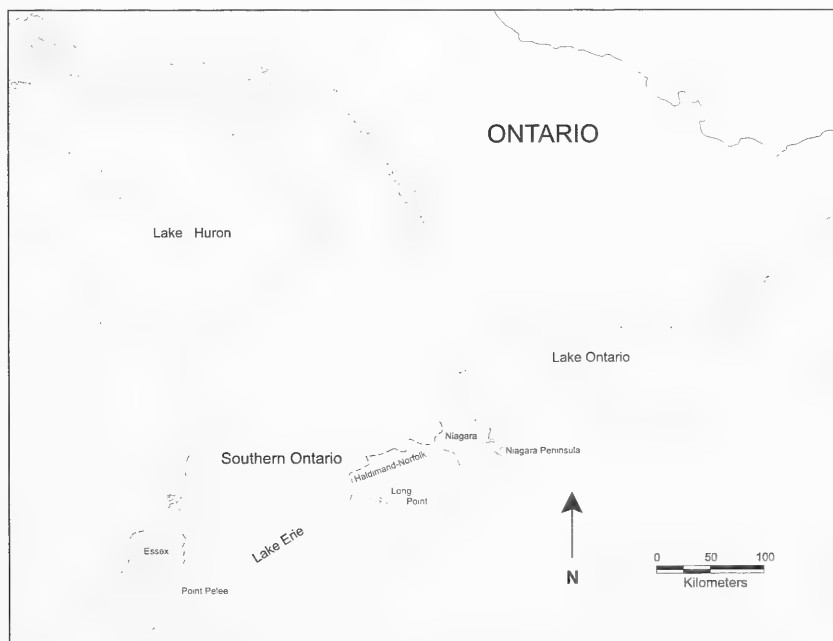 ONTARIO
Lake Huron
Lake Ontario
Niagara
Niagara Peninsula
Southern Ontario
Haldimand-Norfolk
Long
Point
Lake Erie
Essex
Point Pelee
N
0 50 100
Kilometers